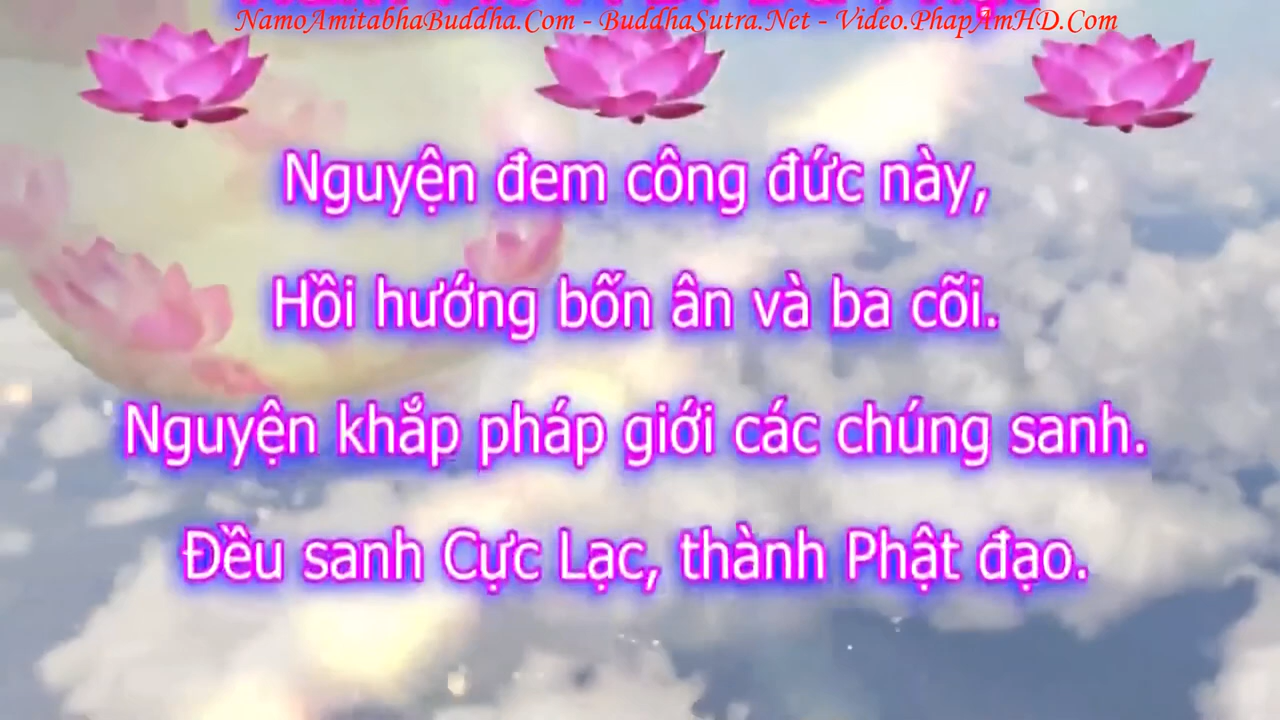 NamoAmitabhaBuddha.Com - BuddhaSutra.Net - Video.PhapAmHD.Com
Nguyện đem công đức này,
Hồi hướng bốn ân và ba cõi.
Nguyện khắp pháp giới các chúng sanh.
Đều sanh Cực Lạc, thành Phật đạo.